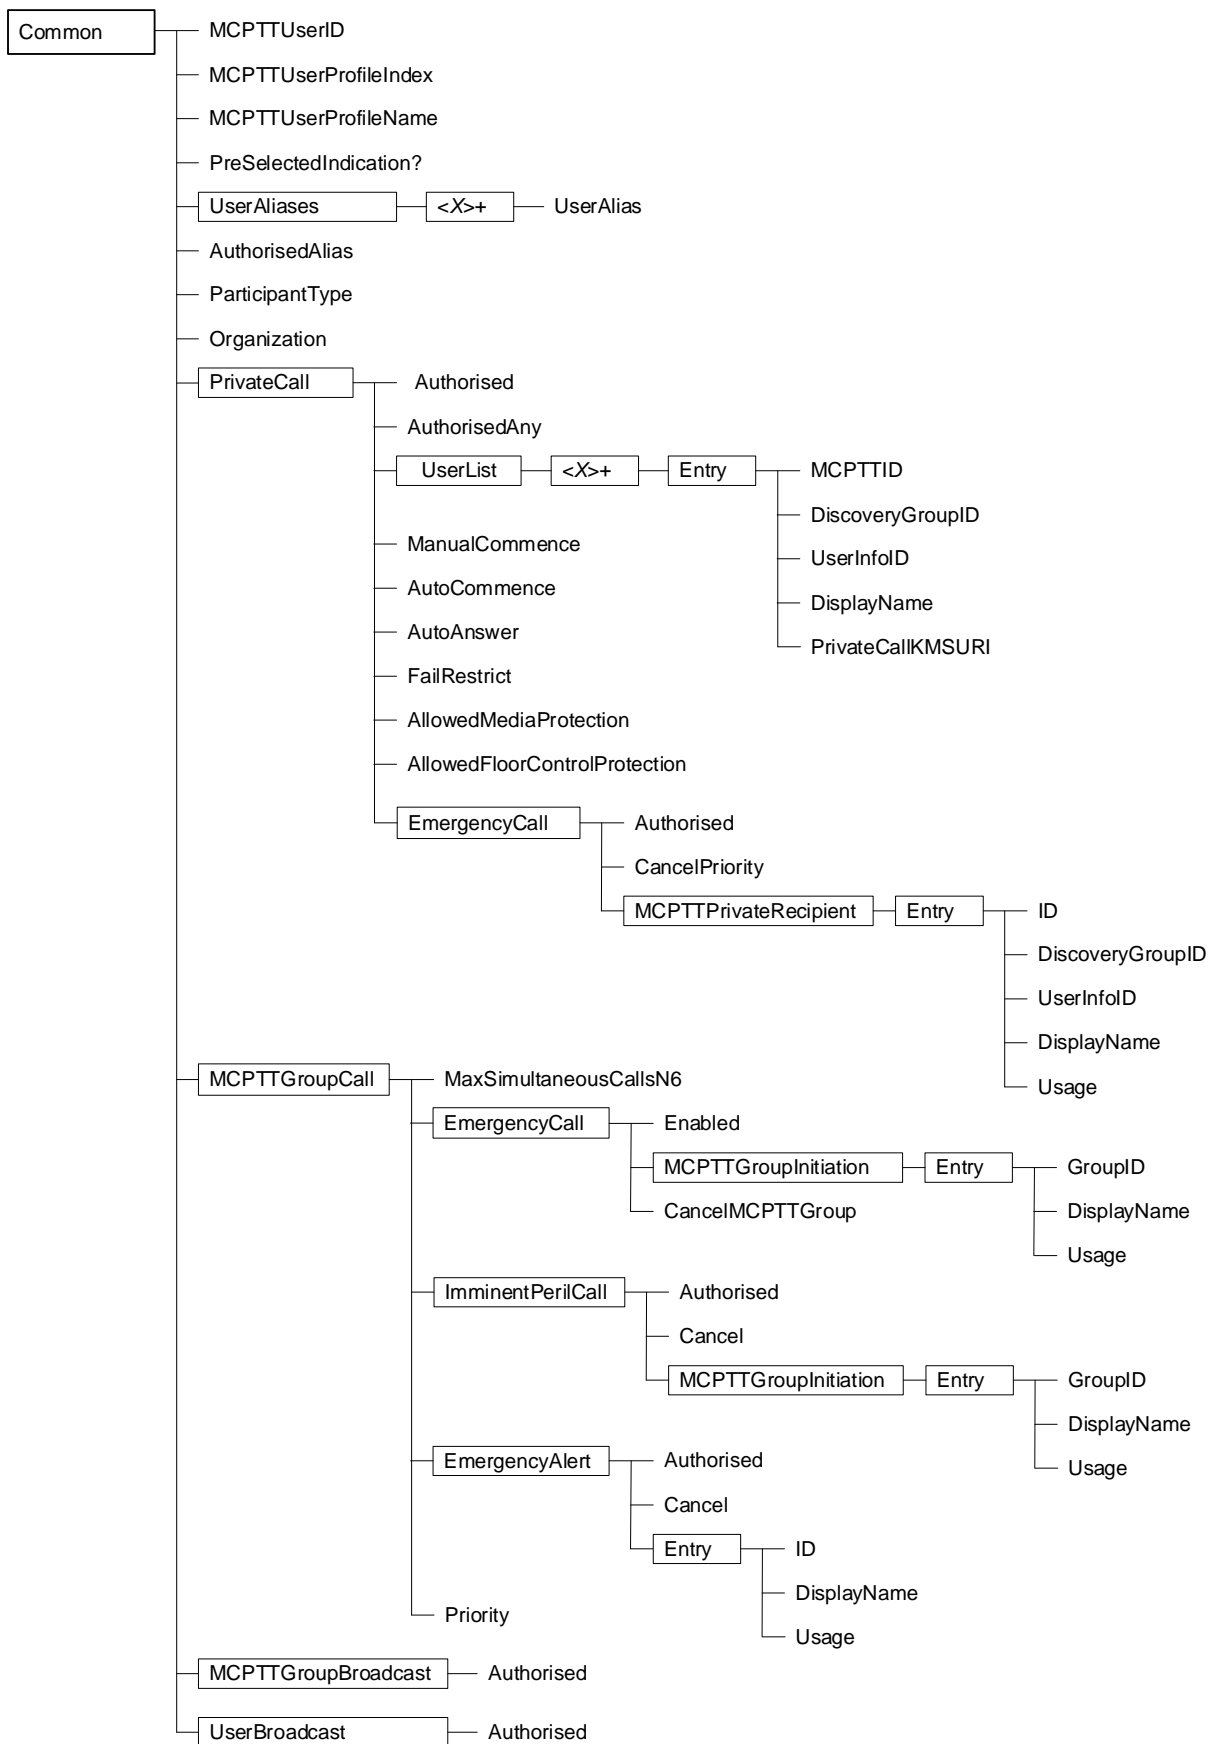 Common
MCPTTUserID
MCPTTUserProfileIndex
MCPTTUserProfileName
PreSelectedIndication?
UserAliases <X>+ UserAlias
AuthorisedAlias
ParticipantType
Organization
PrivateCall Authorised
AuthorisedAny
UserList <X>+ Entry MCPTTID
DiscoveryGroupID
ManualCommence UserInfoID
AutoCommence DisplayName
AutoAnswer PrivateCallKMSURI
FailRestrict
AllowedMediaProtection
AllowedFloorControlProtection
EmergencyCall Authorised
CancelPriority
MCPTTPrivateRecipient Entry ID
DiscoveryGroupID
UserInfoID
DisplayName
Usage
MCPTTGroupCall MaxSimultaneousCallsN6
EmergencyCall Enabled
MCPTTGroupInitiation Entry GroupID
CancelMCPTTGroup DisplayName
Usage
ImminentPerilCall Authorised
Cancel
MCPTTGroupInitiation Entry GroupID
DisplayName
Usage
EmergencyAlert Authorised
Cancel
Entry ID
DisplayName
Usage
Priority
MCPTTGroupBroadcast Authorised
UserBroadcast Authorised